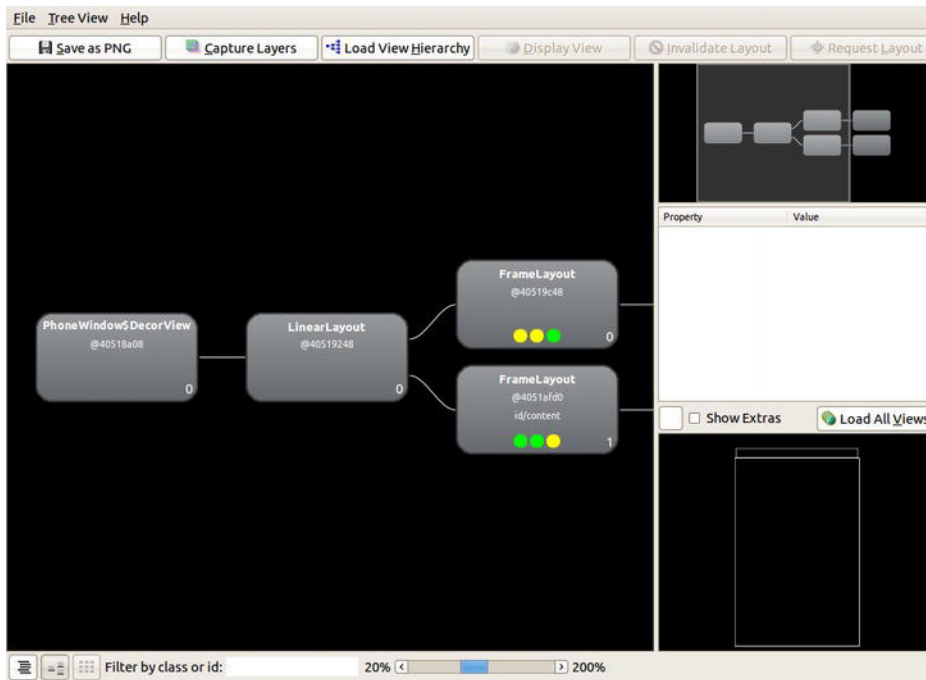 File Tree View Help
Save as PNG Capture Layers Load View Hierarchy Display View Invalidate Layout Request Layout
Property Value
FrameLayout
@40519c48
0
PhoneWindow$DecorView
@40518a08
0
LinearLayout
@40519248
0
FrameLayout
@4051afd0
id/content
1
Show Extras Load All Views
Filter by class or id: 20% 200%